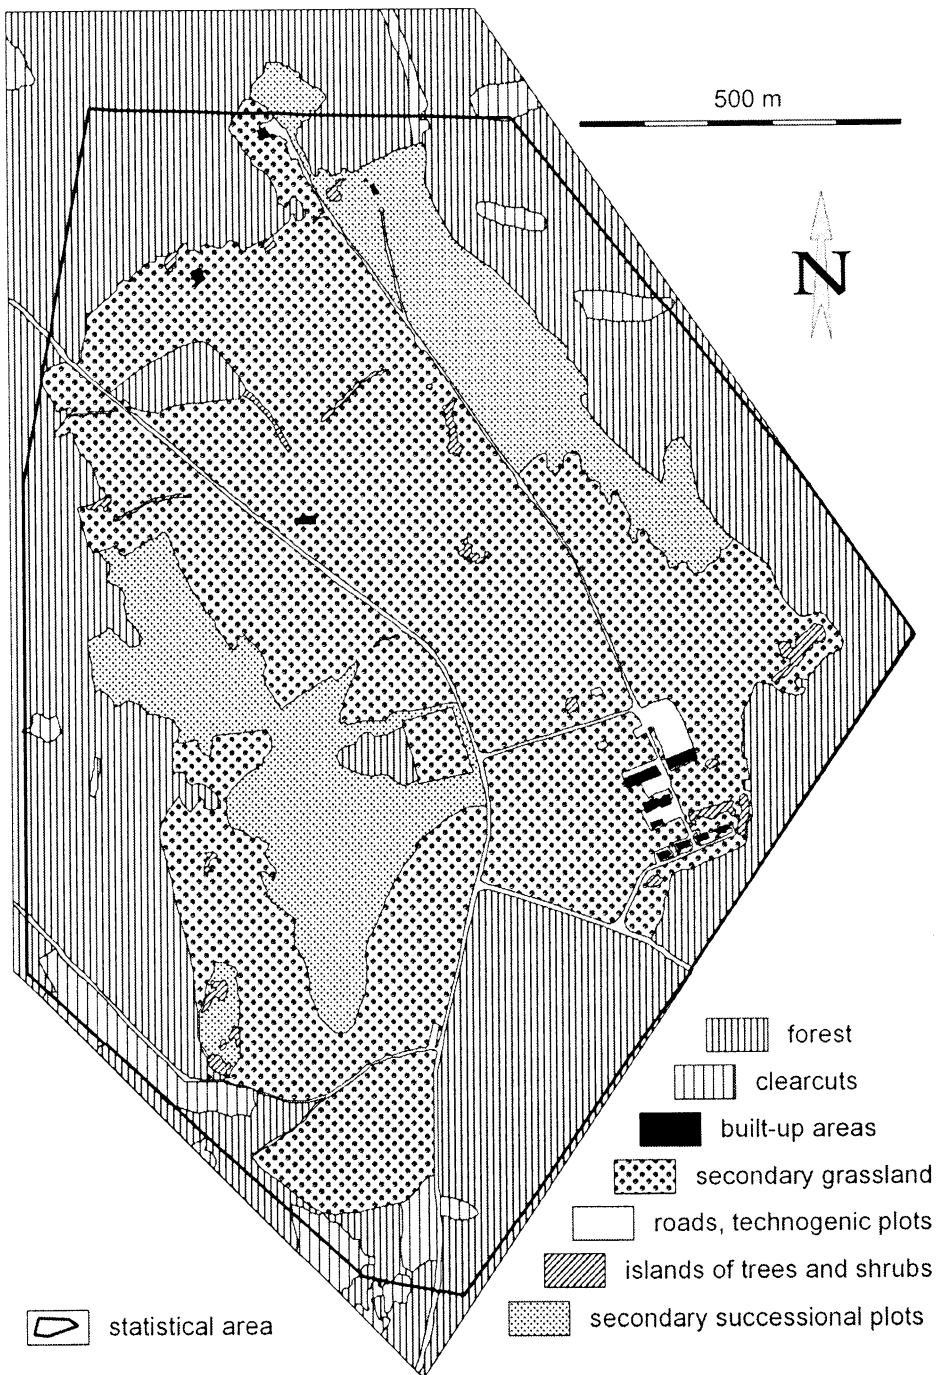 500 m
N
forest
clearcuts
built-up areas
secondary grassland
roads, technogenic plots
islands of trees and shrubs
secondary successional plots
statistical area